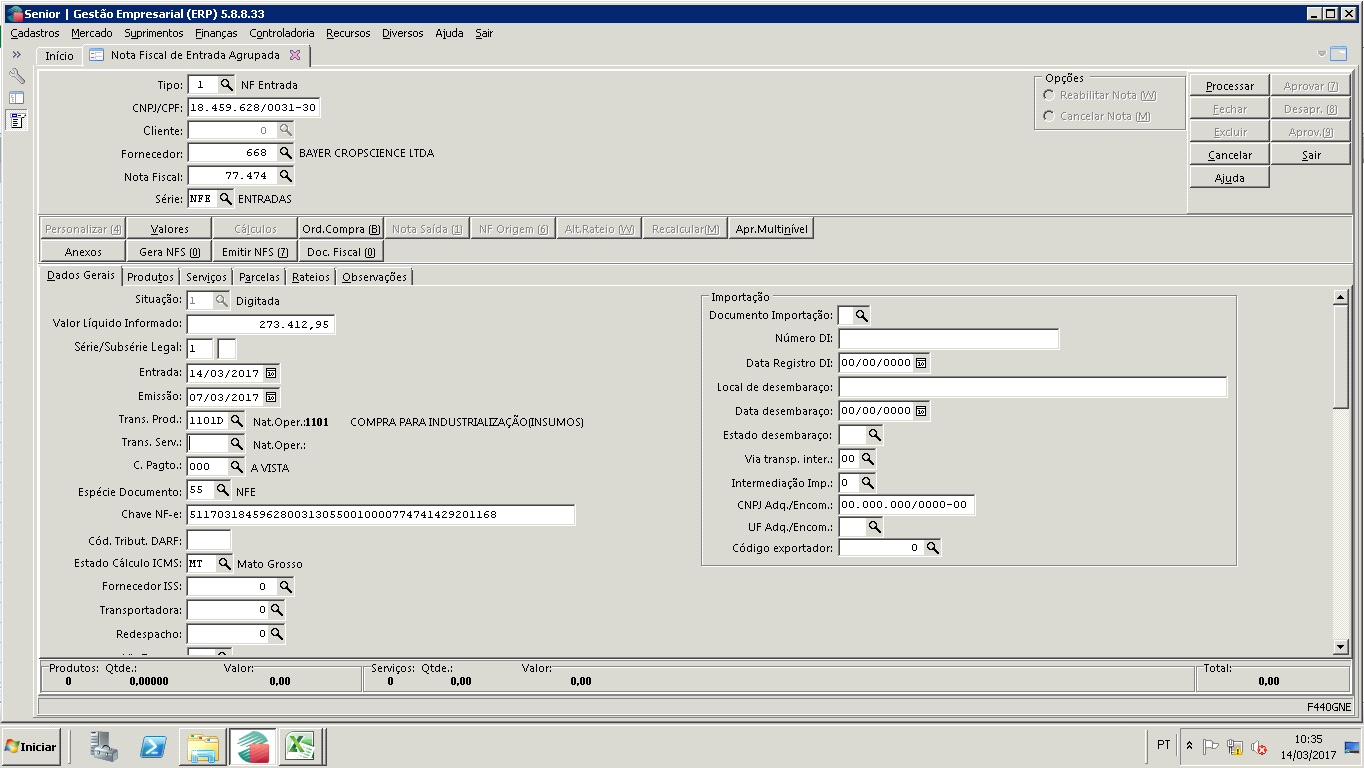 Senior | Gestão Empresarial (ERP) 5.8.8.33
Cadastros Mercado Suprimentos Finanças Controladoria Recursos Diversos Ajuda Sair
Início Nota Fiscal de Entrada Agrupada
Tipo: 1 NF Entrada
CNPJ/CPF: 18.459.628/0031-30
Cliente: 0
Fornecedor: 668 BAYER CROPSCIENCE LTDA
Nota Fiscal: 77.474
Série: NFE ENTRADAS
Opções
Reabilitar Nota (W)
Cancelar Nota (M)
Processar Aprovar (7)
Fechar Desapr. (8)
Excluir Aprov.(9)
Cancelar Sair
Ajuda
Personalizar (4) Valores Cálculos Ord.Compra (B) Nota Saída (1) NF Origem (6) Alt.Rateio (W) Recalcular(M) Apr.Multinível
Anexos Gera NFS (0) Emitir NFS (7) Doc. Fiscal (0)
Dados Gerais Produtos Serviços Parcelas Rateios Observações
Situação: 1 Digitada
Valor Líquido Informado: 273.412,95
Série/Subsérie Legal: 1
Entrada: 14/03/2017
Emissão: 07/03/2017
Trans. Prod.: 1101D Nat.Oper.:1101 COMPRA PARA INDUSTRIALIZAÇÃO(INSUMOS)
Trans. Serv.: Nat.Oper.:
C. Pagto.: 000 A VISTA
Espécie Documento: 55 NFE
Chave NF-e: 51170318459628003130550010000774741429201168
Cód. Tribut. DARF:
Estado Cálculo ICMS: MT Mato Grosso
Fornecedor ISS: 0
Transportadora: 0
Redespacho: 0
Importação
Documento Importação:
Número DI:
Data Registro DI: 00/00/0000
Local de desembaraço:
Data desembaraço: 00/00/0000
Estado desembaraço:
Via transp. inter.: 00
Intermediação Imp.: 0
CNPJ Adq./Encom.: 00.000.000/0000-00
UF Adq./Encom.:
Código exportador: 0
Produtos: Qtde.: Valor: Serviços: Qtde.: Valor: Total:
0 0,00000 0,00 0 0,00 0,00 0,00
F440GNE
Iniciar
PT
10:35
14/03/2017